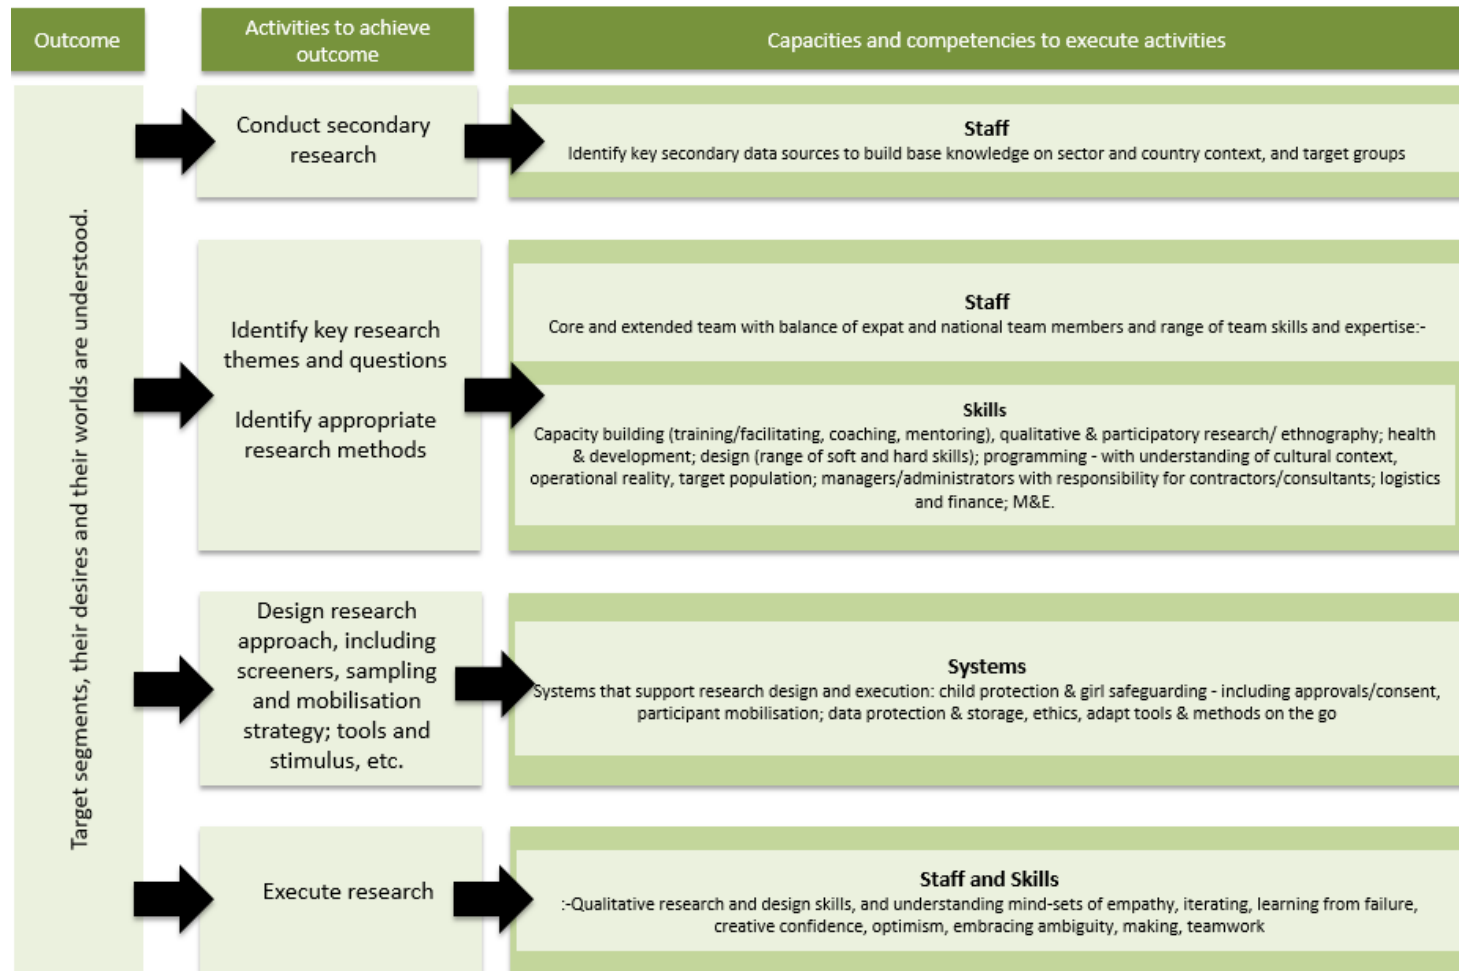 Outcome
Activities to achieve
outcome
Capacities and competencies to execute activities
Target segments, their desires and their worlds are understood.
Conduct secondary
research
Staff
Identify key secondary data sources to build base knowledge on sector and country context, and target groups
Identify key research
themes and questions
Identify appropriate
research methods
Staff
Core and extended team with balance of expat and national team members and range of team skills and expertise:-
Skills
Capacity building (training/facilitating, coaching, mentoring), qualitative & participatory research/ ethnography; health
& development; design (range of soft and hard skills); programming - with understanding of cultural context,
operational reality, target population; managers/administrators with responsibility for contractors/consultants; logistics
and finance; M&E.
Design research
approach, including
screeners, sampling
and mobilisation
strategy; tools and
stimulus, etc.
Systems
Systems that support research design and execution: child protection & girl safeguarding - including approvals/consent,
participant mobilisation; data protection & storage, ethics, adapt tools & methods on the go
Execute research
Staff and Skills
:-Qualitative research and design skills, and understanding mind-sets of empathy, iterating, learning from failure,
creative confidence, optimism, embracing ambiguity, making, teamwork